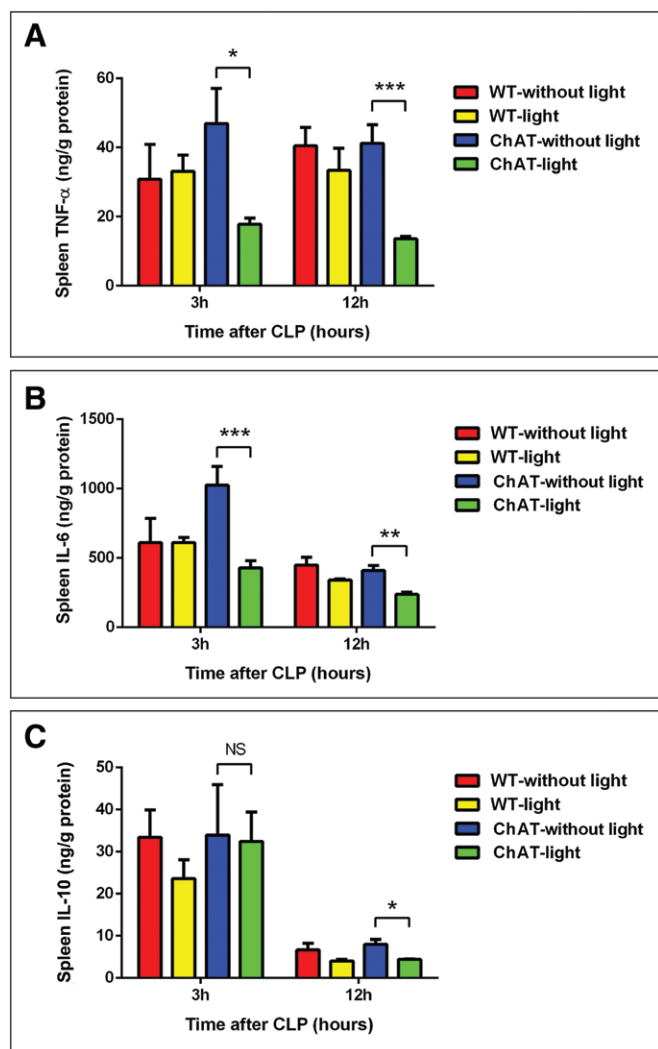 A
Spleen TNF-α (ng/g protein)
60
40
20
0
*
***
3h
12h
Time after CLP (hours)
WT-without light
WT-light
ChAT-without light
ChAT-light
B
Spleen IL-6 (ng/g protein)
1500
1000
500
0
***
**
3h
12h
Time after CLP (hours)
WT-without light
WT-light
ChAT-without light
ChAT-light
C
Spleen IL-10 (ng/g protein)
50
40
30
20
10
0
NS
*
3h
12h
Time after CLP (hours)
WT-without light
WT-light
ChAT-without light
ChAT-light